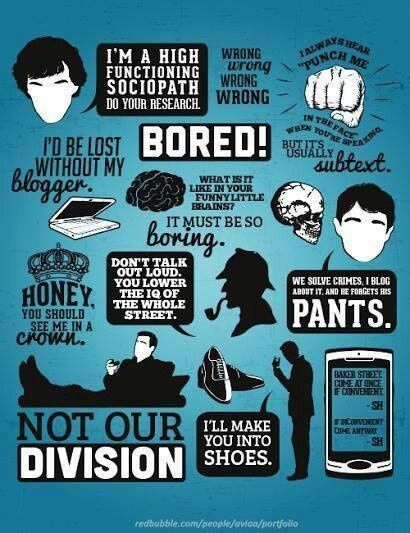 I'M A HIGH
FUNCTIONING
SOCIOPATH
DO YOUR RESEARCH.
WRONG
wrong
WRONG
WRONG
I ALWAYS HEAR
"PUNCH ME
IN THE FACE"
WHEN YOU'RE SPEAKING,
BUT IT'S
USUALLY
subtext.
I'D BE LOST
WITHOUT MY
blogger.
BORED!
WHAT IS IT
LIKE IN YOUR
FUNNY LITTLE
BRAINS?
IT MUST BE SO
boring.
HONEY,
YOU SHOULD
SEE ME IN A
crown.
DON'T TALK
OUT LOUD.
YOU LOWER
THE IQ OF
THE WHOLE
STREET.
WE SOLVE CRIMES, I BLOG
ABOUT IT, AND HE FORGETS HIS
PANTS.
NOT OUR
DIVISION
I'LL MAKE
YOU INTO
SHOES.
BAKER STREET.
COME AT ONCE
IF CONVENIENT.
- SH
IF INCONVENIENT
COME ANYWAY.
- SH
redbubble.com/people/avioa/portfolio